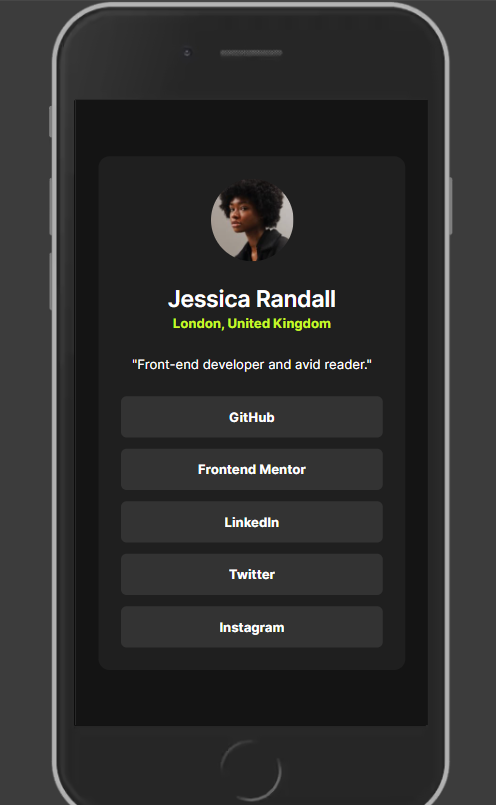 Jessica Randall
London, United Kingdom
"Front-end developer and avid reader."
GitHub
Frontend Mentor
LinkedIn
Twitter
Instagram